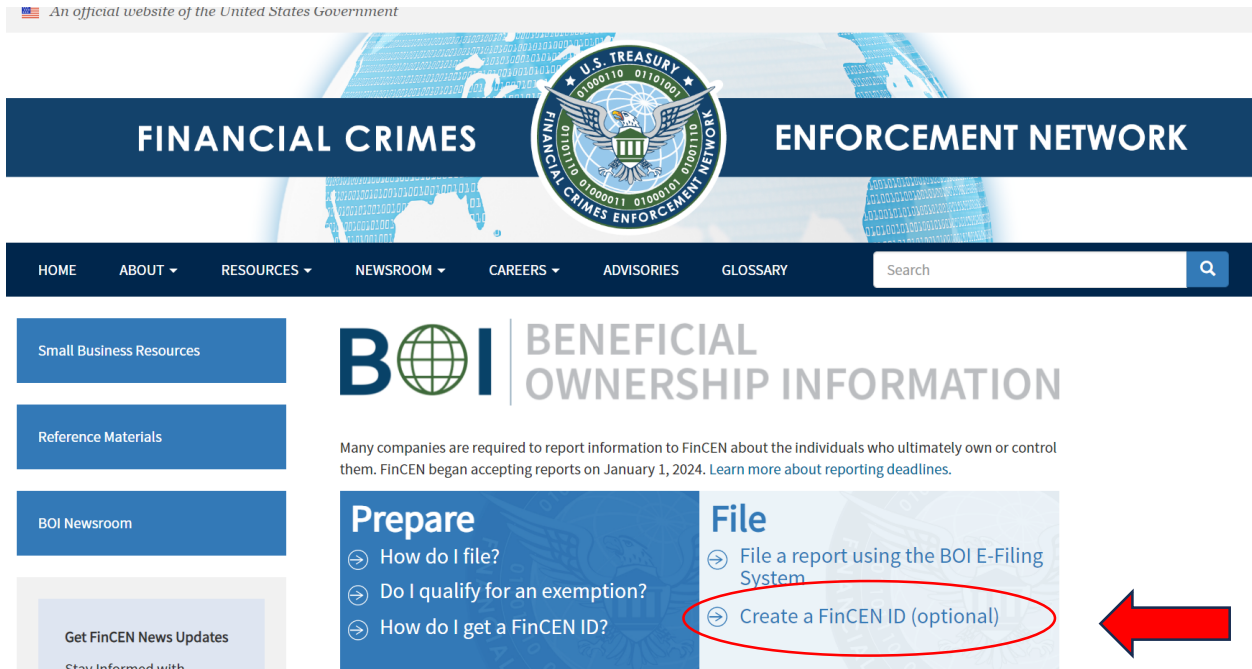 An official website of the United States Government
U.S. TREASURY
FINANCIAL CRIMES ENFORCEMENT NETWORK
FINANCIAL CRIMES
ENFORCEMENT NETWORK
HOME ABOUT RESOURCES NEWSROOM CAREERS ADVISORIES GLOSSARY Search
Small Business Resources
Reference Materials
BOI Newsroom
Get FinCEN News Updates
Stay Informed with
BOI
BENEFICIAL
OWNERSHIP INFORMATION
Many companies are required to report information to FinCEN about the individuals who ultimately own or control
them. FinCEN began accepting reports on January 1, 2024. Learn more about reporting deadlines.
Prepare
How do I file?
Do I qualify for an exemption?
How do I get a FinCEN ID?
File
File a report using the BOI E-Filing
System
Create a FinCEN ID (optional)